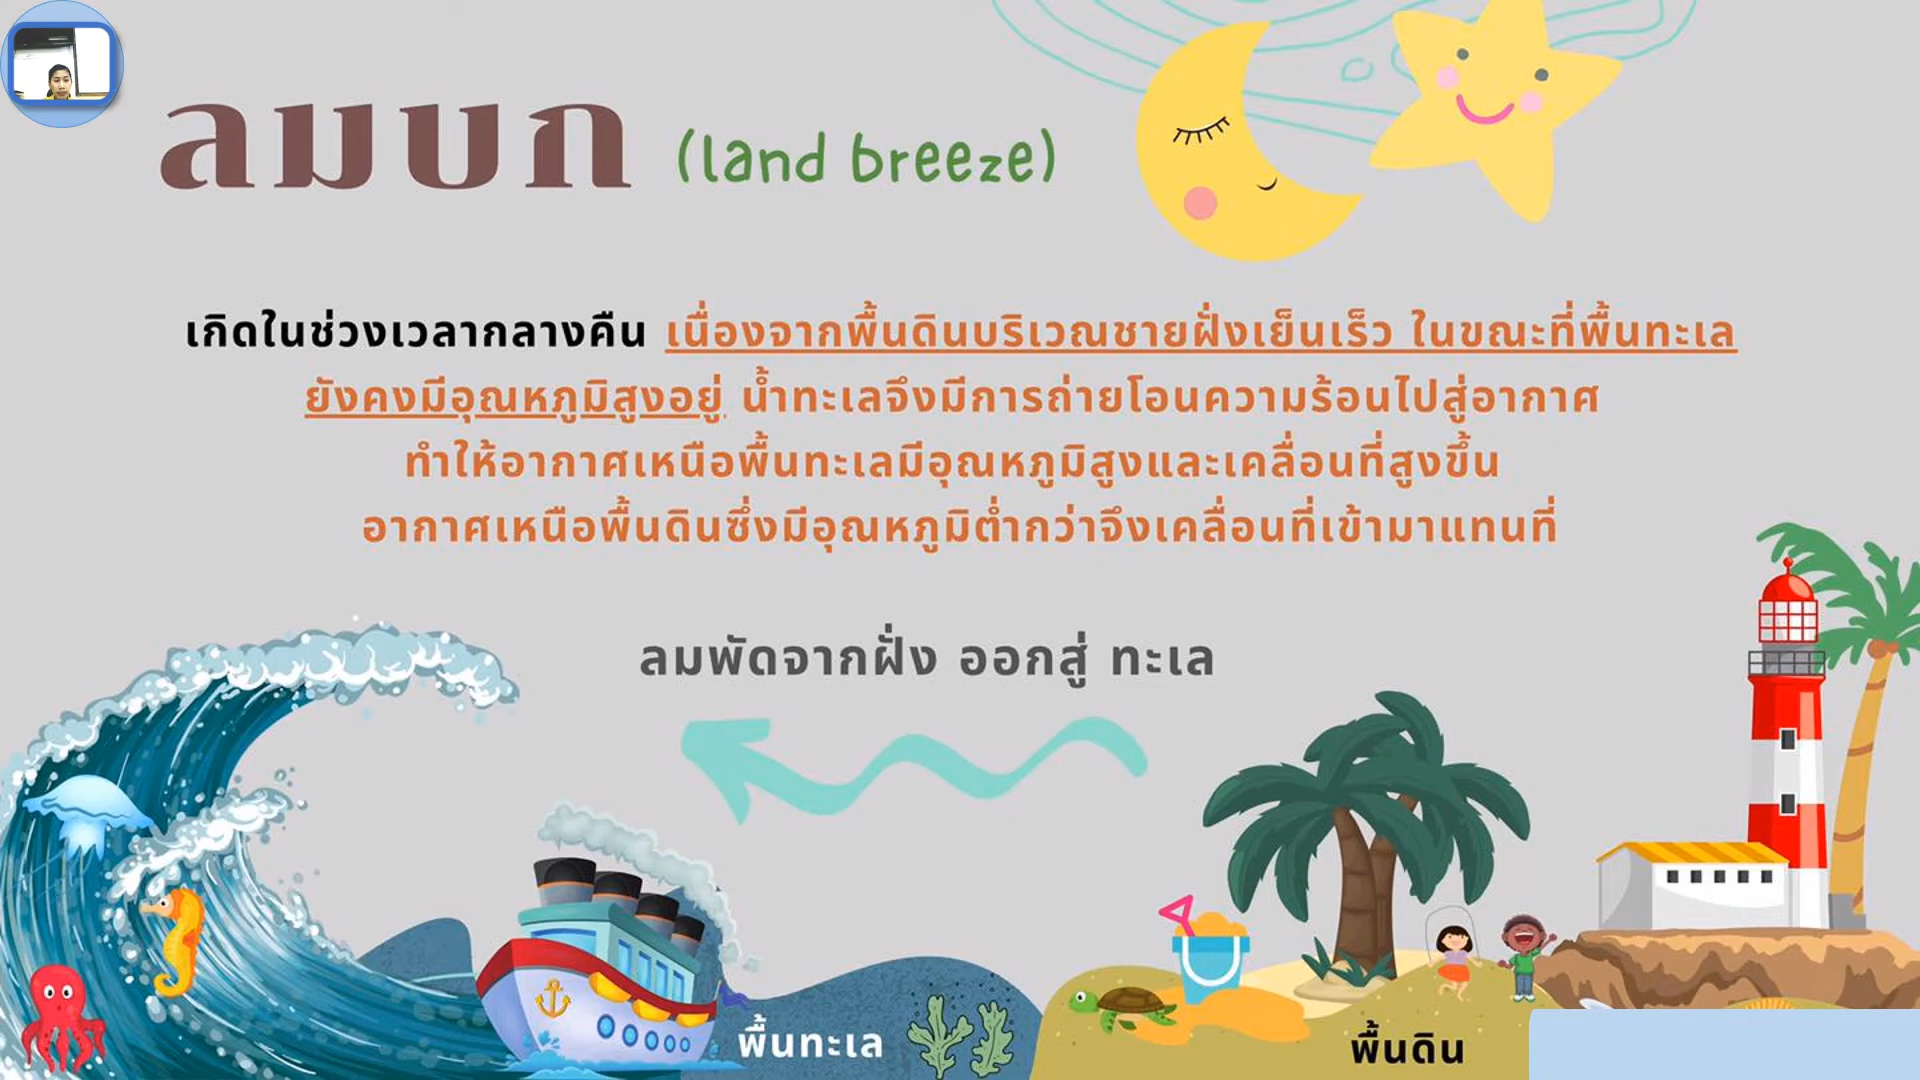 ลมบก (land breeze)
เกิดในช่วงเวลากลางคืน เนื่องจากพื้นดินบริเวณชายฝั่งเย็นเร็ว ในขณะที่พื้นทะเล
ยังคงมีอุณหภูมิสูงอยู่ น้ำทะเลจึงมีการถ่ายโอนความร้อนไปสู่อากาศ
ทำให้อากาศเหนือพื้นทะเลมีอุณหภูมิสูงและเคลื่อนที่สูงขึ้น
อากาศเหนือพื้นดินซึ่งมีอุณหภูมิต่ำกว่าจึงเคลื่อนที่เข้ามาแทนที่
ลมพัดจากฝั่ง ออกสู่ ทะเล
พื้นทะเล
พื้นดิน